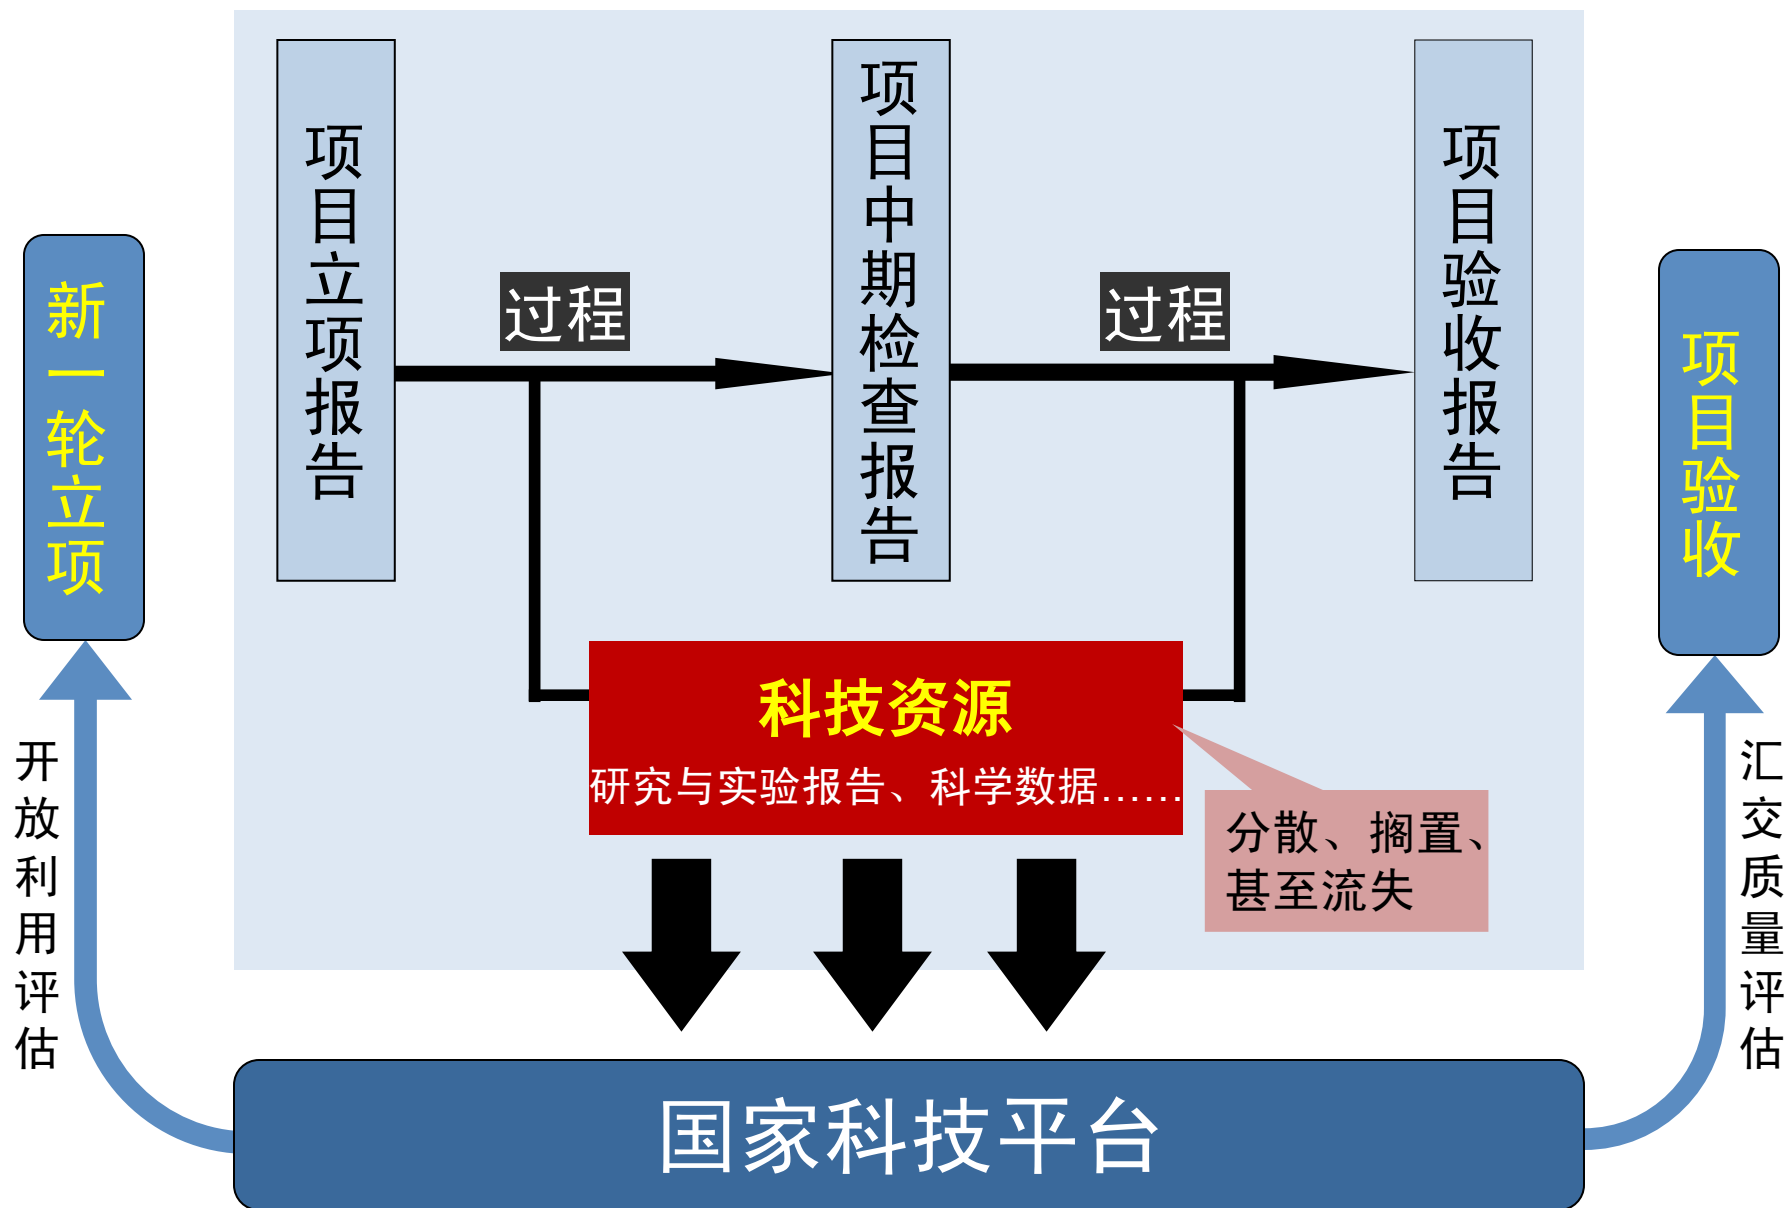 项目立项报告
项目中期检查报告
项目验收报告
过程
过程
新一轮立项
项目验收
科技资源
研究与实验报告、科学数据……
分散、搁置、
甚至流失
开放利用评估
汇交质量评估
国家科技平台